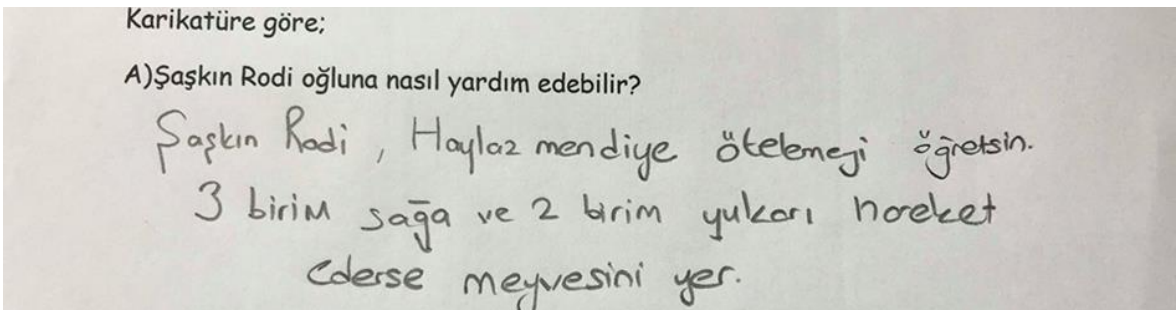 Karikatüre göre;
A)Şaşkın Rodi oğluna nasıl yardım edebilir?
Şaşkın Rodi, Haylaz mendiye ötelemeyi öğretsin.
3 birim sağa ve 2 birim yukarı hareket
ederse meyvesini yer.